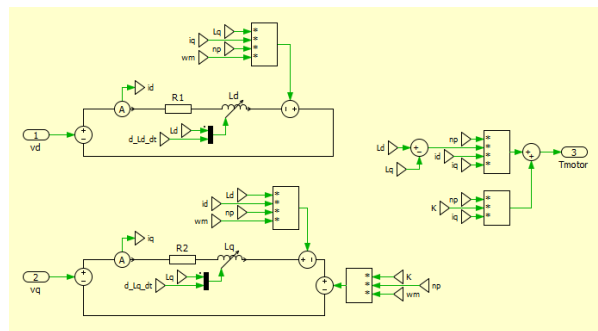 Lq
iq
np
wm
*
*
*
*
id
R1
Ld
A
1
vd
Ld
d_Ld_dt
Ld
Lq
np
id
iq
*
*
*
*
3
Tmotor
np
K
iq
*
*
*
Ld
id
np
wm
*
*
*
*
iq
R2
Lq
A
2
vq
Lq
d_Lq_dt
*
*
*
K
np
wm